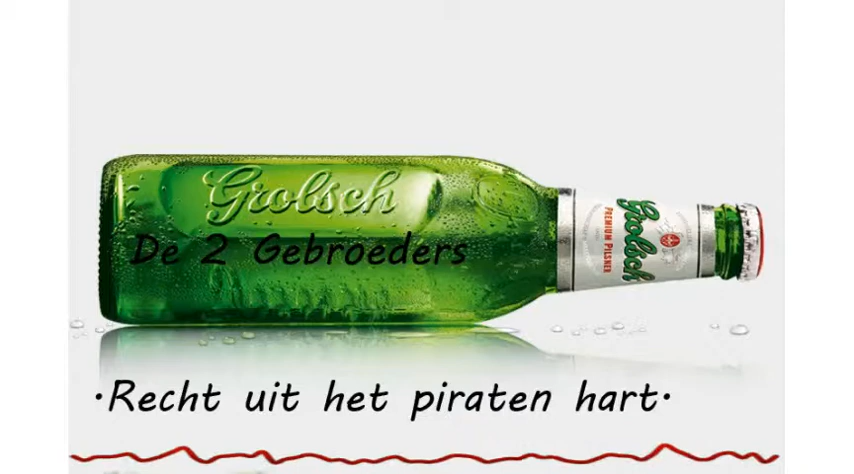 Grolsch
De 2 Gebroeders
Grolsch
PREMIUM PILSNER
·Recht uit het piraten hart·